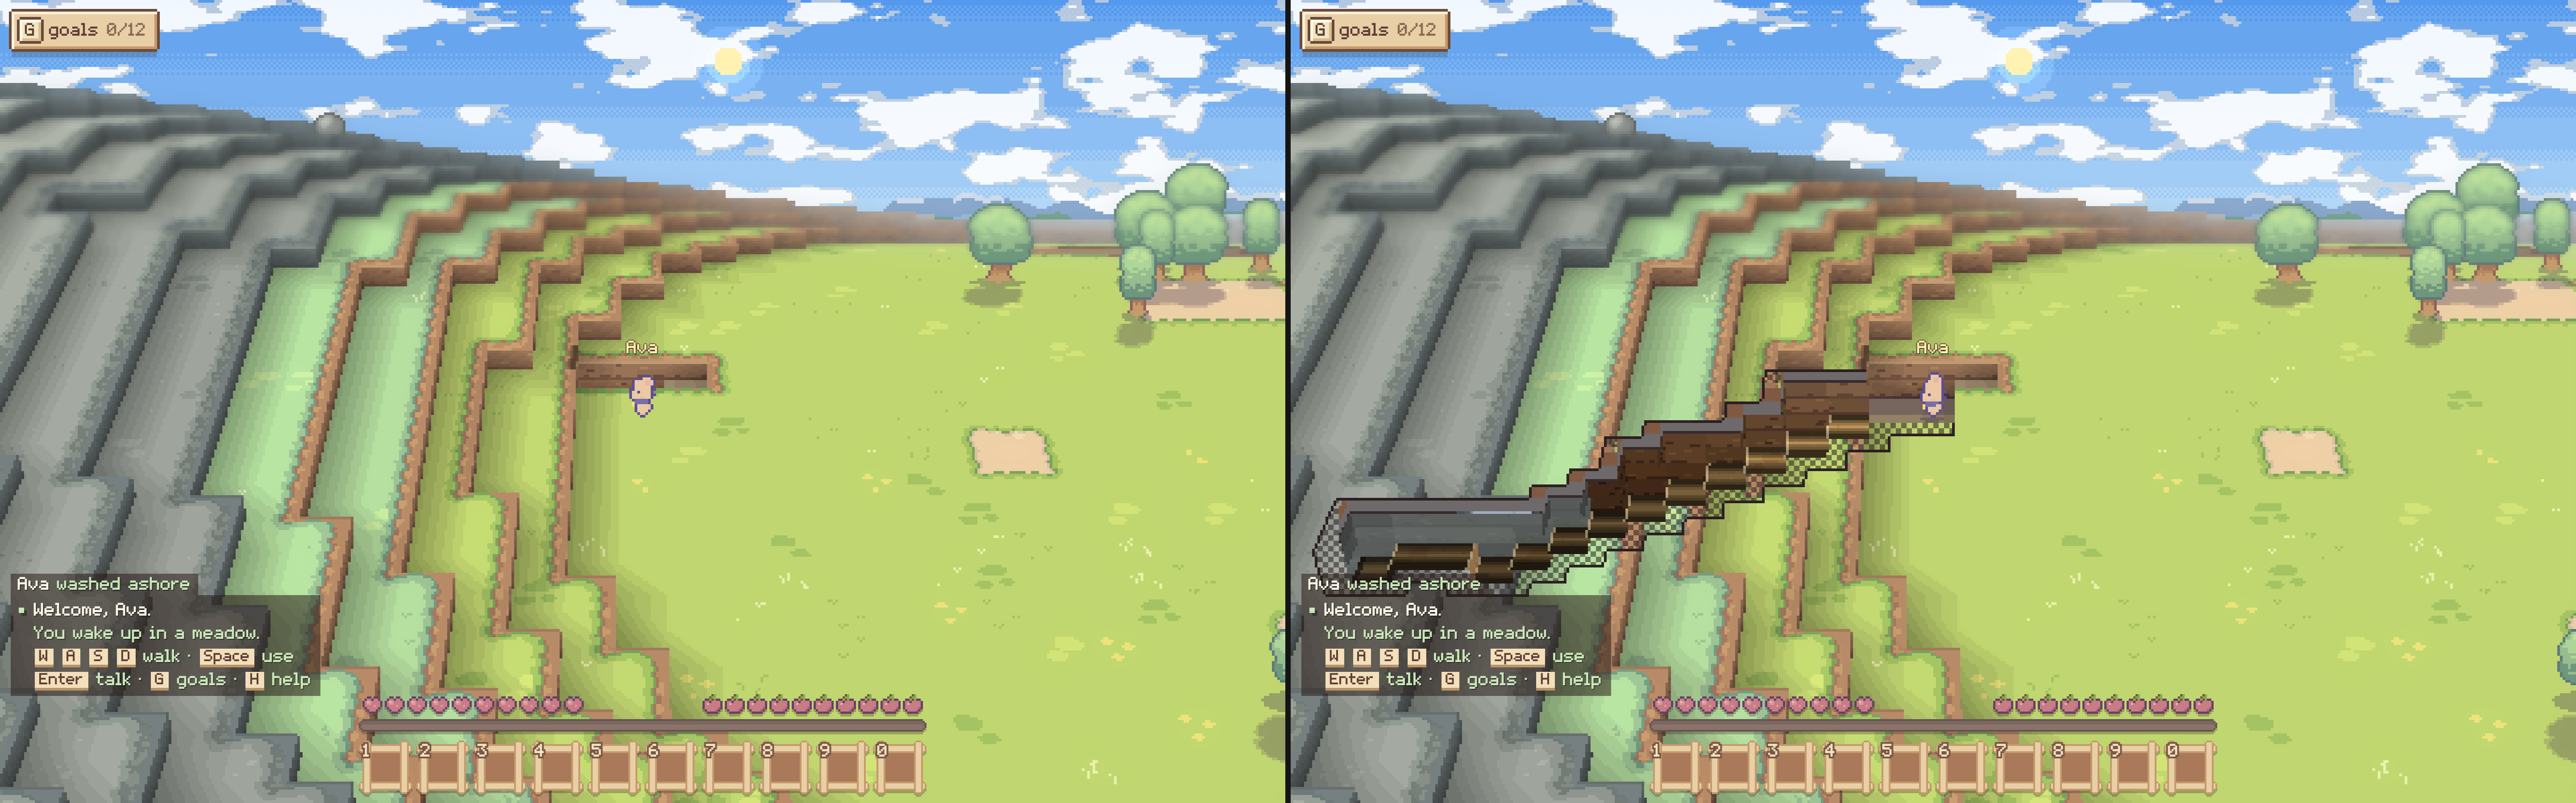 G goals 0/12
Ava
Ava washed ashore
▪ Welcome, Ava.
You wake up in a meadow.
W A S D walk · Space use
Enter talk · G goals · H help
1 2 3 4 5 6 7 8 9 0
G goals 0/12
Ava
Ava washed ashore
▪ Welcome, Ava.
You wake up in a meadow.
W A S D walk · Space use
Enter talk · G goals · H help
1 2 3 4 5 6 7 8 9 0